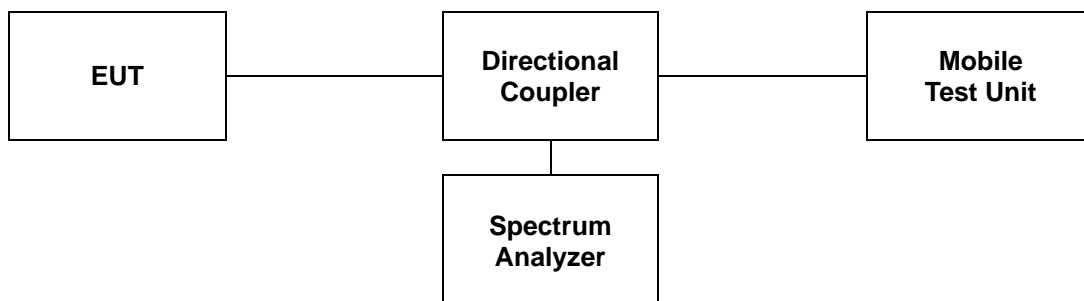 EUT
Directional
Coupler
Mobile
Test Unit
Spectrum
Analyzer